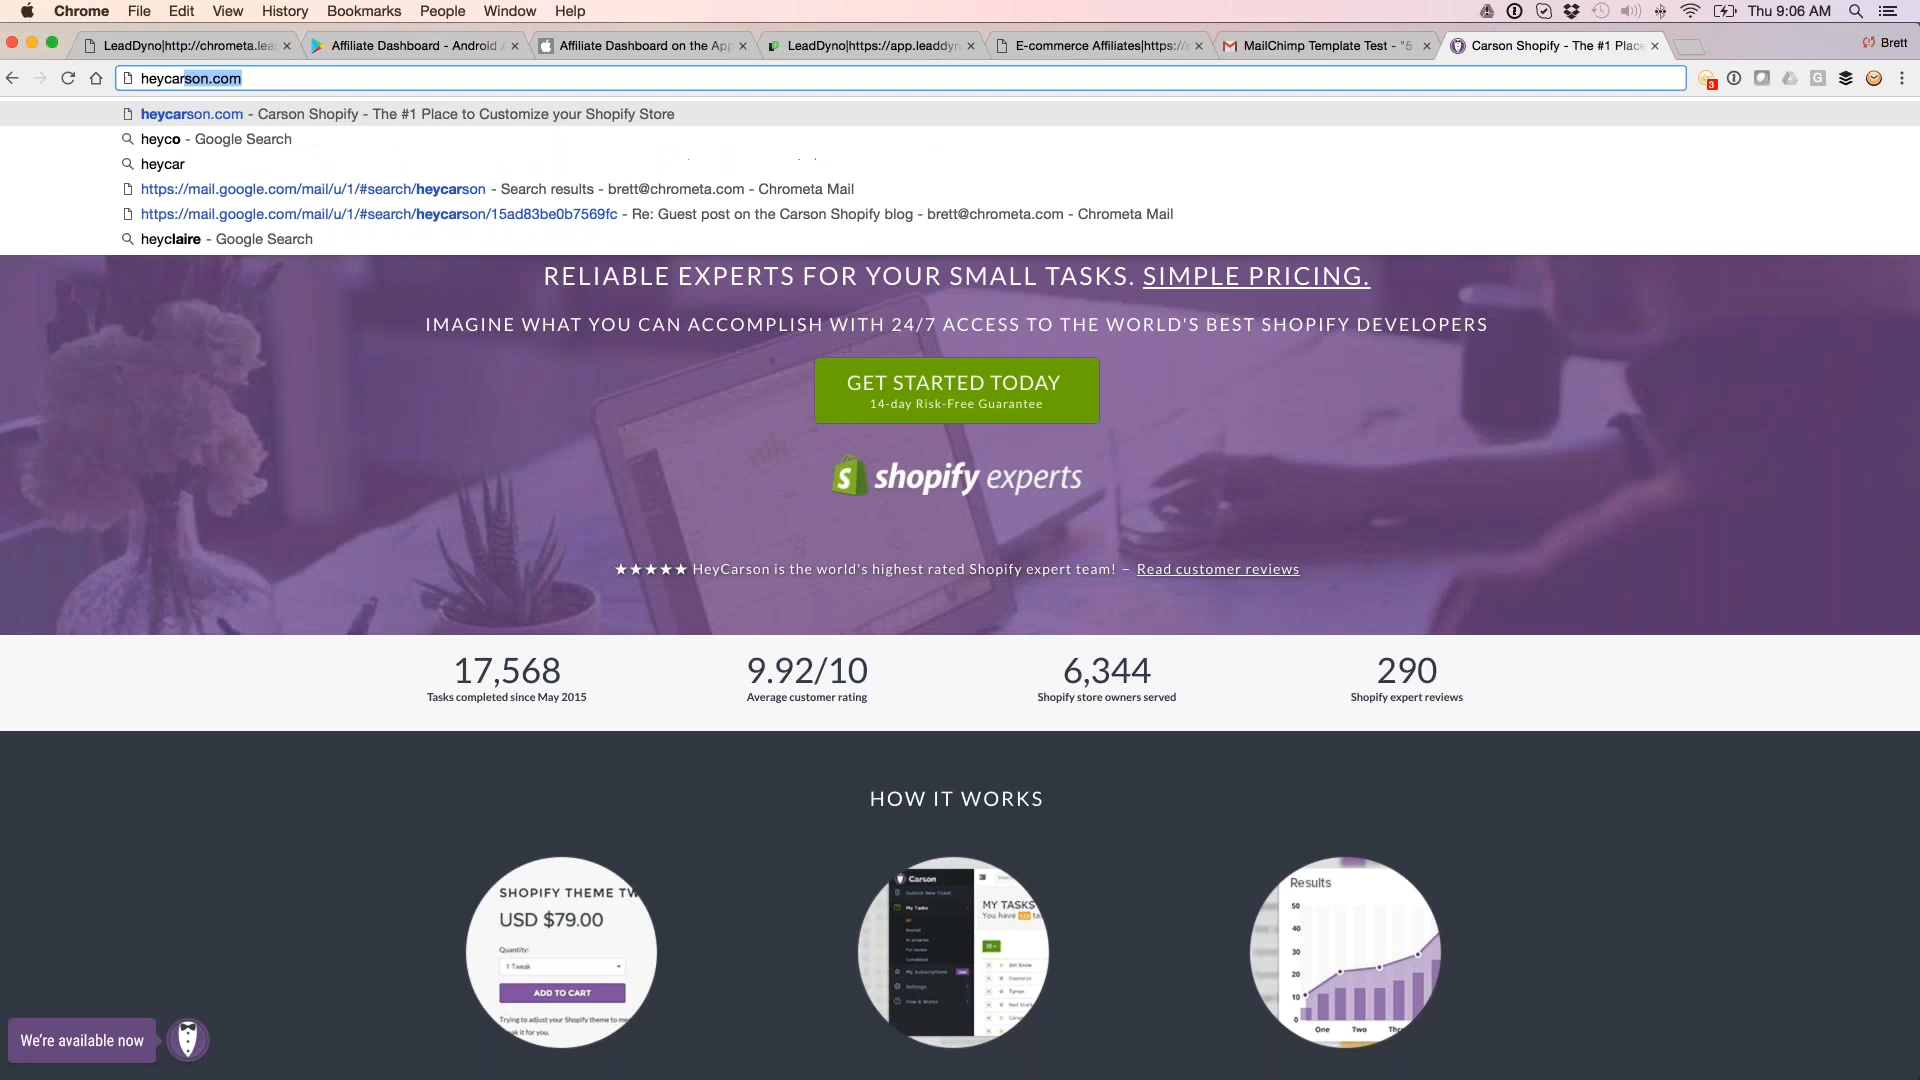 Chrome File Edit View History Bookmarks People Window Help Thu 9:06 AM
LeadDyno|http://chrometa.lea
Affiliate Dashboard - Android A
Affiliate Dashboard on the App
LeadDyno|https://app.leaddyn
E-commerce Affiliates|https://
MailChimp Template Test - "5
Carson Shopify - The #1 Place
Brett
heycarson.com
3
heycarson.com - Carson Shopify - The #1 Place to Customize your Shopify Store
heyco - Google Search
heycar
https://mail.google.com/mail/u/1/#search/heycarson - Search results - brett@chrometa.com - Chrometa Mail
https://mail.google.com/mail/u/1/#search/heycarson/15ad83be0b7569fc - Re: Guest post on the Carson Shopify blog - brett@chrometa.com - Chrometa Mail
heyclaire - Google Search
RELIABLE EXPERTS FOR YOUR SMALL TASKS. SIMPLE PRICING.
IMAGINE WHAT YOU CAN ACCOMPLISH WITH 24/7 ACCESS TO THE WORLD'S BEST SHOPIFY DEVELOPERS
GET STARTED TODAY
14-day Risk-Free Guarantee
shopify experts
★★★★★ HeyCarson is the world's highest rated Shopify expert team! – Read customer reviews
17,568 9.92/10 6,344 290
Tasks completed since May 2015 Average customer rating Shopify store owners served Shopify expert reviews
HOW IT WORKS
SHOPIFY THEME TW
USD $79.00
Quantity:
1 Tweak
ADD TO CART
Trying to adjust your Shopify theme to me
ak it for you.
Carson
Submit New Ticket
My Tasks
All
In progress
For review
Completed
My Subscriptions
Settings
How it Works
MY TASKS
You have
Jon Snow
Daenerys
Tyrion
Results
50
40
30
20
10
0
One Two Thr
We're available now